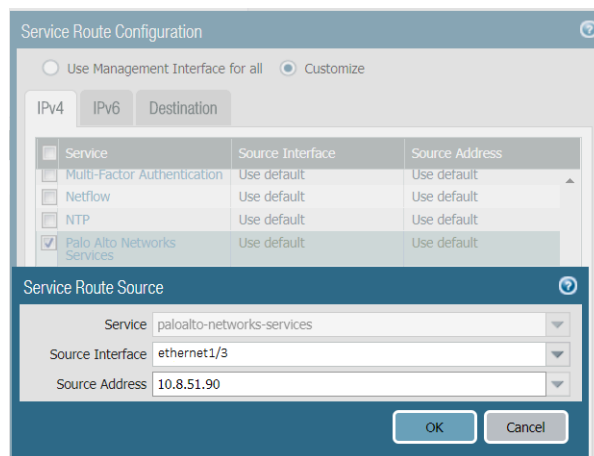 Service Route Configuration
Use Management Interface for all Customize
IPv4 IPv6 Destination
Service Source Interface Source Address
Multi-Factor Authentication Use default Use default
Netflow Use default Use default
NTP Use default Use default
Palo Alto Networks Services Use default Use default
Service Route Source
Service paloalto-networks-services
Source Interface ethernet1/3
Source Address 10.8.51.90
OK Cancel